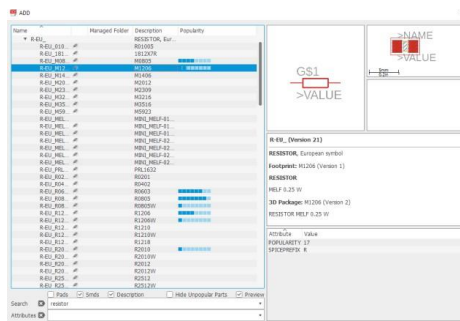 ADD
Name Managed Folder Description Popularity
R-EU_ RESISTOR, Eur...
R-EU_010... R01005
R-EU_1B1... 1812X7R
R-EU_M08... M0805
R-EU_M12... M1206
R-EU_M14... M1406
R-EU_M20... M2012
R-EU_M23... M2309
R-EU_M32... M3216
R-EU_M35... M3516
R-EU_M59... M5923
R-EU_MEL... MINI_MELF-01...
R-EU_MEL... MINI_MELF-01...
R-EU_MEL... MINI_MELF-02...
R-EU_MEL... MINI_MELF-02...
R-EU_MEL... MINI_MELF-02...
R-EU_MEL... MINI_MELF-02...
R-EU_PRL... PRL1632
R-EU_R02... R0201
R-EU_R04... R0402
R-EU_R06... R0603
R-EU_R08... R0805
R-EU_R08... R0805W
R-EU_R12... R1206
R-EU_R12... R1206W
R-EU_R12... R1210
R-EU_R12... R1210W
R-EU_R12... R1218
R-EU_R20... R2010
R-EU_R20... R2010W
R-EU_R20... R2012
R-EU_R20... R2012W
R-EU_R25... R2512
R-EU_R25... R2512W
Pads Smds Description Hide Unpopular Parts Preview
Search resistor
Attributes
G$1
>VALUE
>NAME
>VALUE
R-EU_ (Version 21)
RESISTOR, European symbol
Footprint: M1206 (Version 1)
RESISTOR
MELF 0.25 W
3D Package: M1206 (Version 2)
RESISTOR MELF 0.25 W
Attribute Value
POPULARITY 17
SPICEPREFIX R